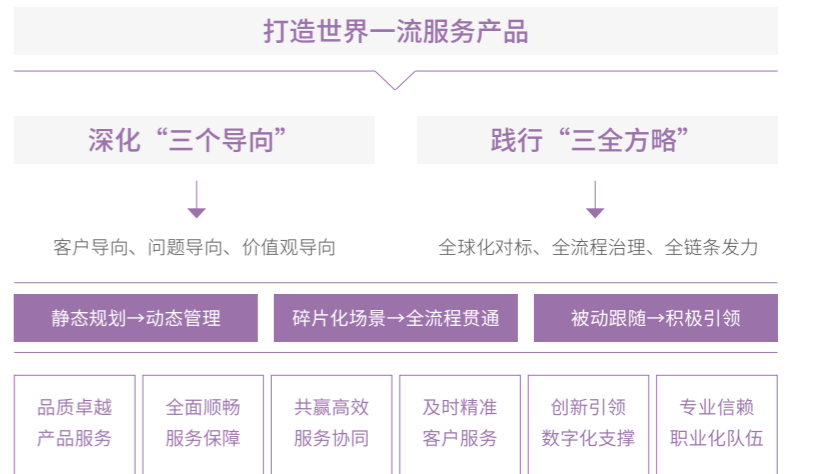 打造世界一流服务产品
深化“三个导向”
践行“三全方略”
客户导向、问题导向、价值观导向
全球化对标、全流程治理、全链条发力
静态规划→动态管理
碎片化场景→全流程贯通
被动跟随→积极引领
品质卓越
产品服务
全面顺畅
服务保障
共赢高效
服务协同
及时精准
客户服务
创新引领
数字化支撑
专业信赖
职业化队伍